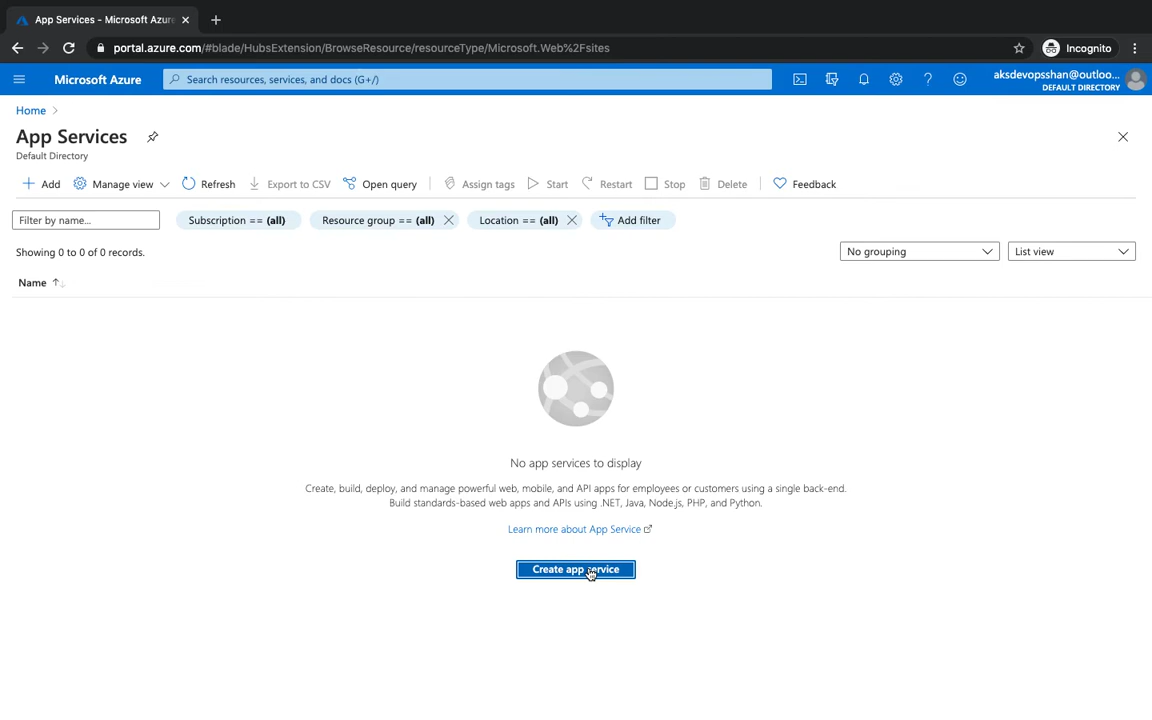 App Services - Microsoft Azure
portal.azure.com/#blade/HubsExtension/BrowseResource/resourceType/Microsoft.Web%2Fsites
Incognito
Microsoft Azure
Search resources, services, and docs (G+/)
aksdevopsshan@outloo...
DEFAULT DIRECTORY
Home
App Services
Default Directory
Add
Manage view
Refresh
Export to CSV
Open query
Assign tags
Start
Restart
Stop
Delete
Feedback
Filter by name...
Subscription == (all)
Resource group == (all)
Location == (all)
Add filter
Showing 0 to 0 of 0 records.
No grouping
List view
Name
No app services to display
Create, build, deploy, and manage powerful web, mobile, and API apps for employees or customers using a single back-end.
Build standards-based web apps and APIs using .NET, Java, Node.js, PHP, and Python.
Learn more about App Service
Create app service